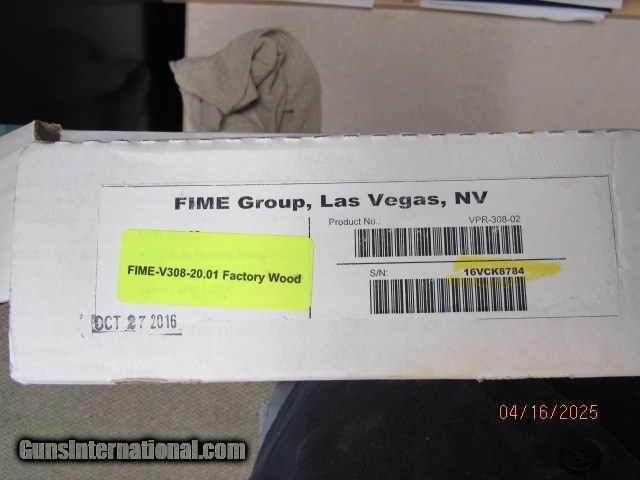 FIME Group, Las Vegas, NV
Product No.: VPR-308-02
FIME-V308-20.01 Factory Wood
S/N: 16VCK8784
OCT 27 2016
04/16/2025
GunsInternational.com